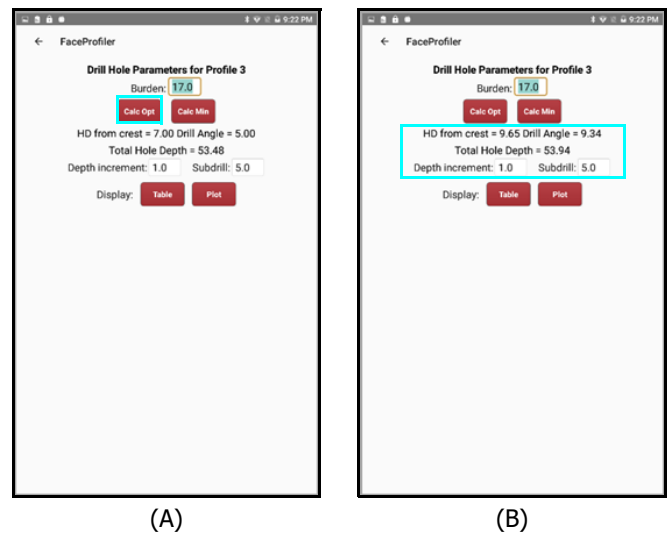 9:22 PM
← FaceProfiler
Drill Hole Parameters for Profile 3
Burden: 17.0
Calc Opt Calc Min
HD from crest = 7.00 Drill Angle = 5.00
Total Hole Depth = 53.48
Depth increment: 1.0 Subdrill: 5.0
Display: Table Plot
(A)
9:22 PM
← FaceProfiler
Drill Hole Parameters for Profile 3
Burden: 17.0
Calc Opt Calc Min
HD from crest = 9.65 Drill Angle = 9.34
Total Hole Depth = 53.94
Depth increment: 1.0 Subdrill: 5.0
Display: Table Plot
(B)